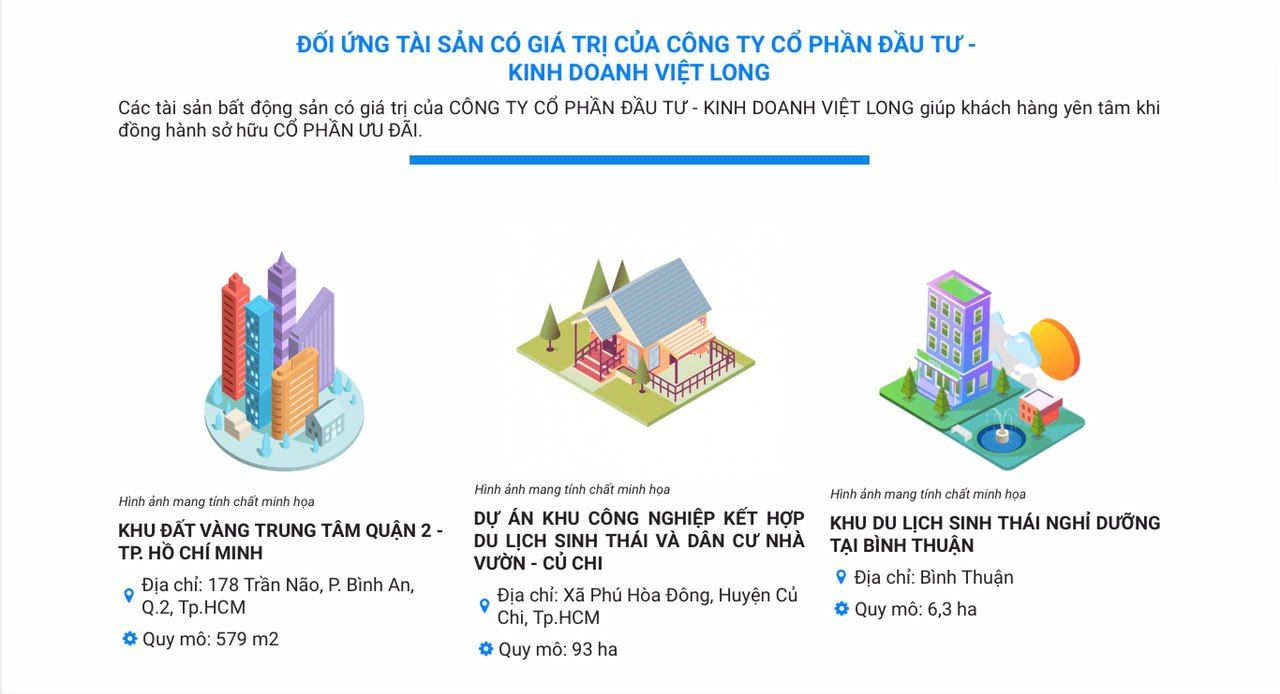 ĐỐI ỨNG TÀI SẢN CÓ GIÁ TRỊ CỦA CÔNG TY CỔ PHẦN ĐẦU TƯ -
KINH DOANH VIỆT LONG
Các tài sản bất động sản có giá trị của CÔNG TY CỔ PHẦN ĐẦU TƯ - KINH DOANH VIỆT LONG giúp khách hàng yên tâm khi
đồng hành sở hữu CỔ PHẦN ƯU ĐÃI.
Hình ảnh mang tính chất minh họa
KHU ĐẤT VÀNG TRUNG TÂM QUẬN 2 -
TP. HỒ CHÍ MINH
Địa chỉ: 178 Trần Não, P. Bình An,
Q.2, Tp.HCM
Quy mô: 579 m2
Hình ảnh mang tính chất minh họa
DỰ ÁN KHU CÔNG NGHIỆP KẾT HỢP
DU LỊCH SINH THÁI VÀ DÂN CƯ NHÀ
VƯỜN - CỦ CHI
Địa chỉ: Xã Phú Hòa Đông, Huyện Củ
Chi, Tp.HCM
Quy mô: 93 ha
Hình ảnh mang tính chất minh họa
KHU DU LỊCH SINH THÁI NGHỈ DƯỠNG
TẠI BÌNH THUẬN
Địa chỉ: Bình Thuận
Quy mô: 6,3 ha